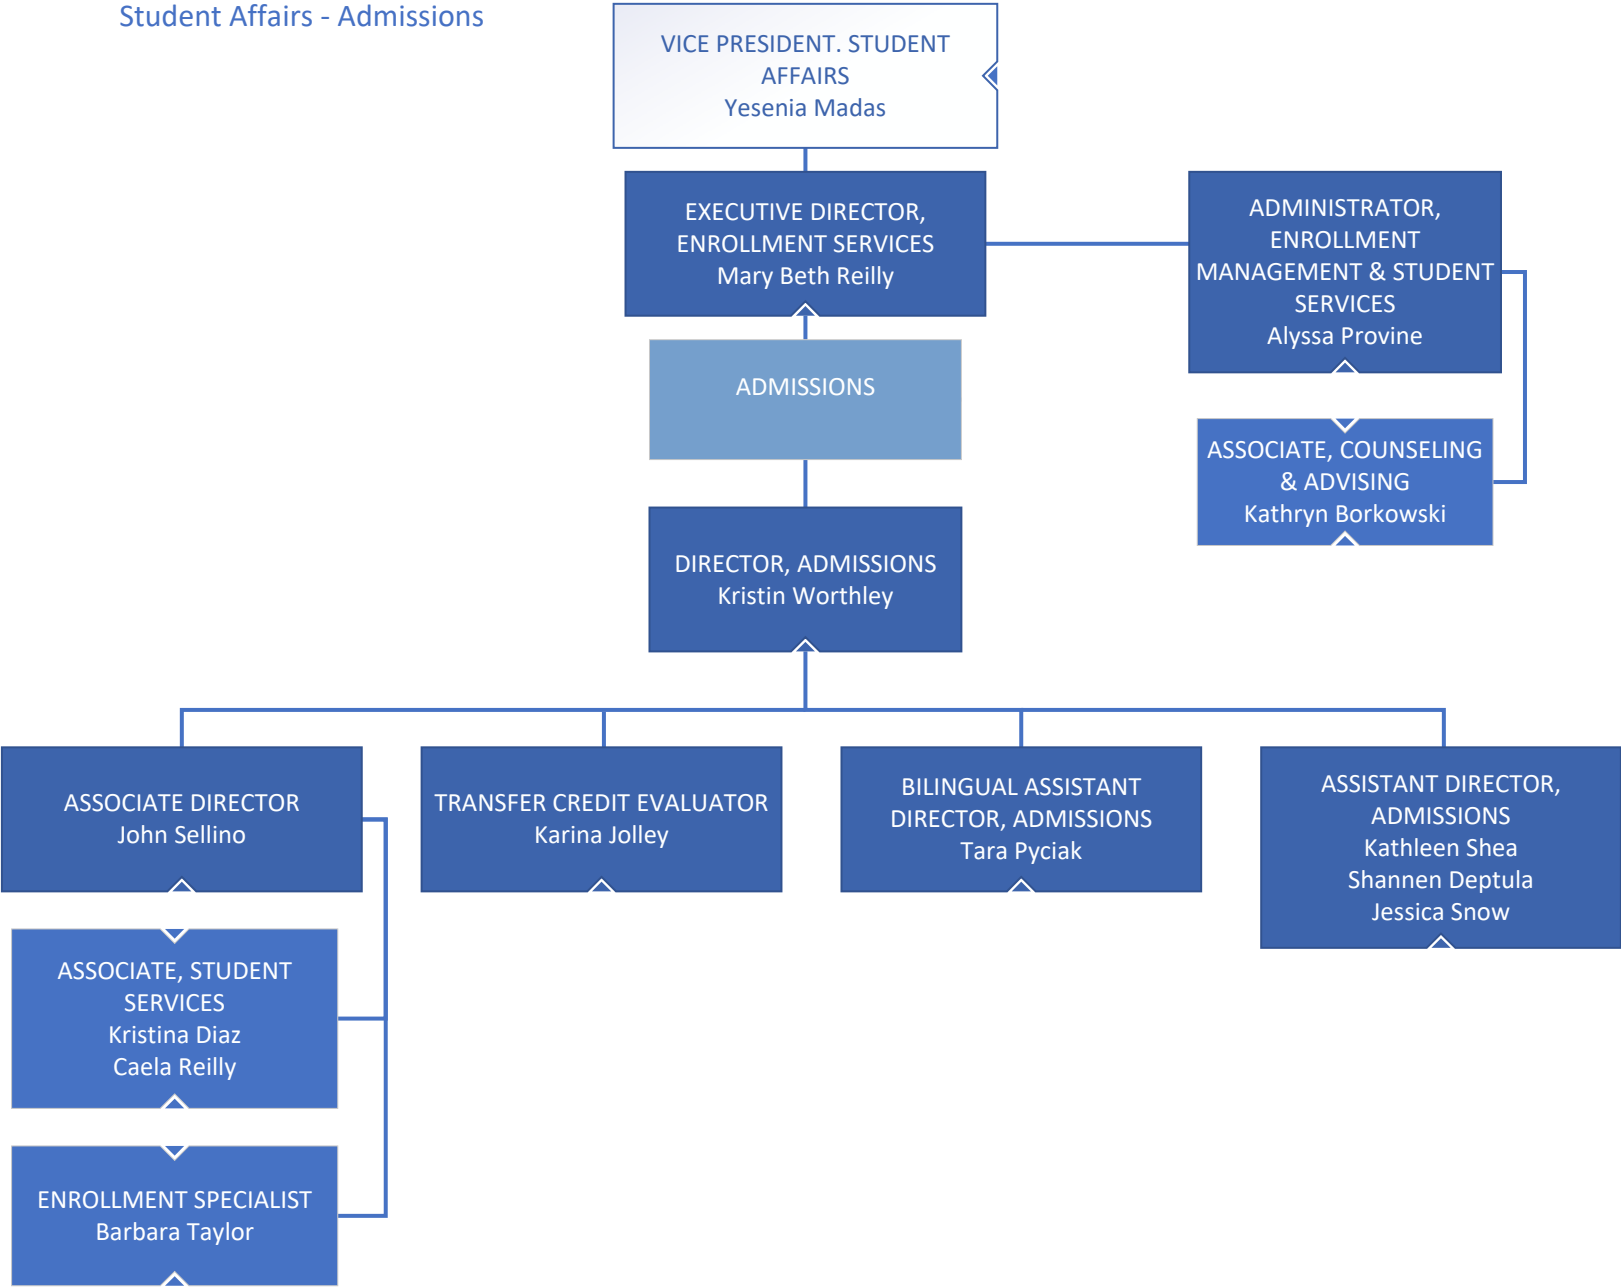 Student Affairs - Admissions
VICE PRESIDENT. STUDENT
AFFAIRS
Yesenia Madas
EXECUTIVE DIRECTOR,
ENROLLMENT SERVICES
Mary Beth Reilly
ADMINISTRATOR,
ENROLLMENT
MANAGEMENT & STUDENT
SERVICES
Alyssa Provine
ADMISSIONS
ASSOCIATE, COUNSELING
& ADVISING
Kathryn Borkowski
DIRECTOR, ADMISSIONS
Kristin Worthley
ASSOCIATE DIRECTOR
John Sellino
TRANSFER CREDIT EVALUATOR
Karina Jolley
BILINGUAL ASSISTANT
DIRECTOR, ADMISSIONS
Tara Pyciak
ASSISTANT DIRECTOR,
ADMISSIONS
Kathleen Shea
Shannen Deptula
Jessica Snow
ASSOCIATE, STUDENT
SERVICES
Kristina Diaz
Caela Reilly
ENROLLMENT SPECIALIST
Barbara Taylor